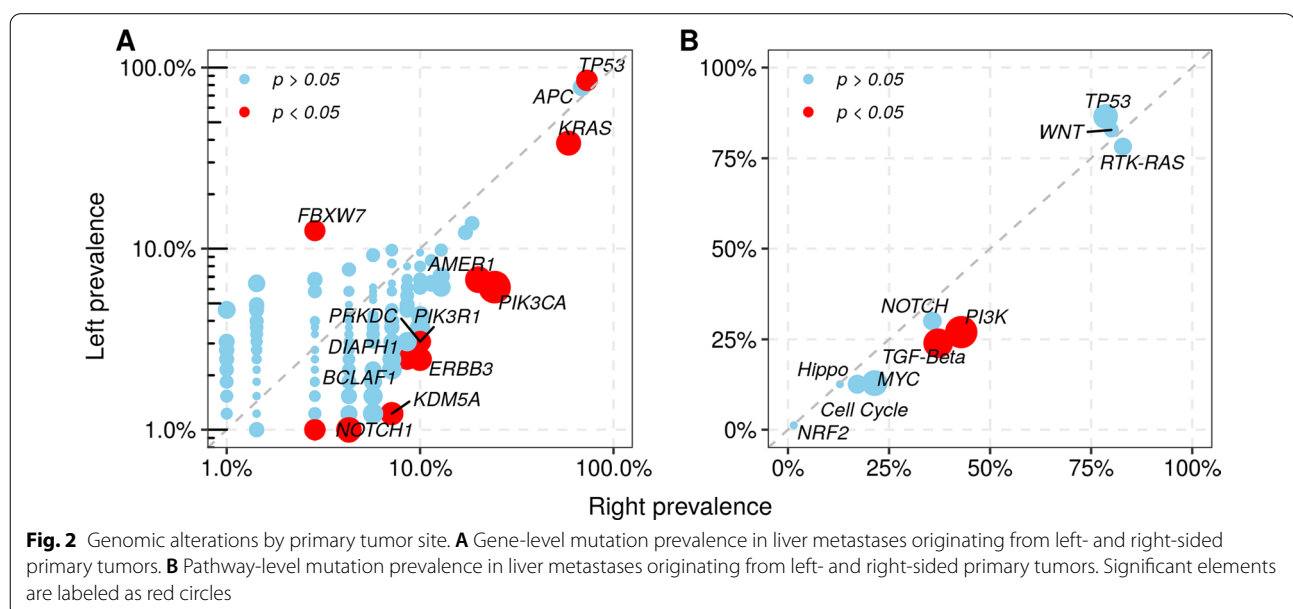 A
B
100.0%
10.0%
1.0%
p > 0.05
p < 0.05
TP53
APC
KRAS
FBXW7
AMER1
PIK3CA
PRKDC
PIK3R1
DIAPH1
ERBB3
BCLAF1
KDM5A
NOTCH1
1.0%
10.0%
100.0%
Left prevalence
100%
75%
50%
25%
0%
p > 0.05
p < 0.05
TP53
WNT
RTK-RAS
NOTCH
PI3K
TGF-Beta
Hippo
MYC
Cell Cycle
NRF2
0%
25%
50%
75%
100%
Right prevalence
Fig. 2 Genomic alterations by primary tumor site. A Gene-level mutation prevalence in liver metastases originating from left- and right-sided
primary tumors. B Pathway-level mutation prevalence in liver metastases originating from left- and right-sided primary tumors. Significant elements
are labeled as red circles